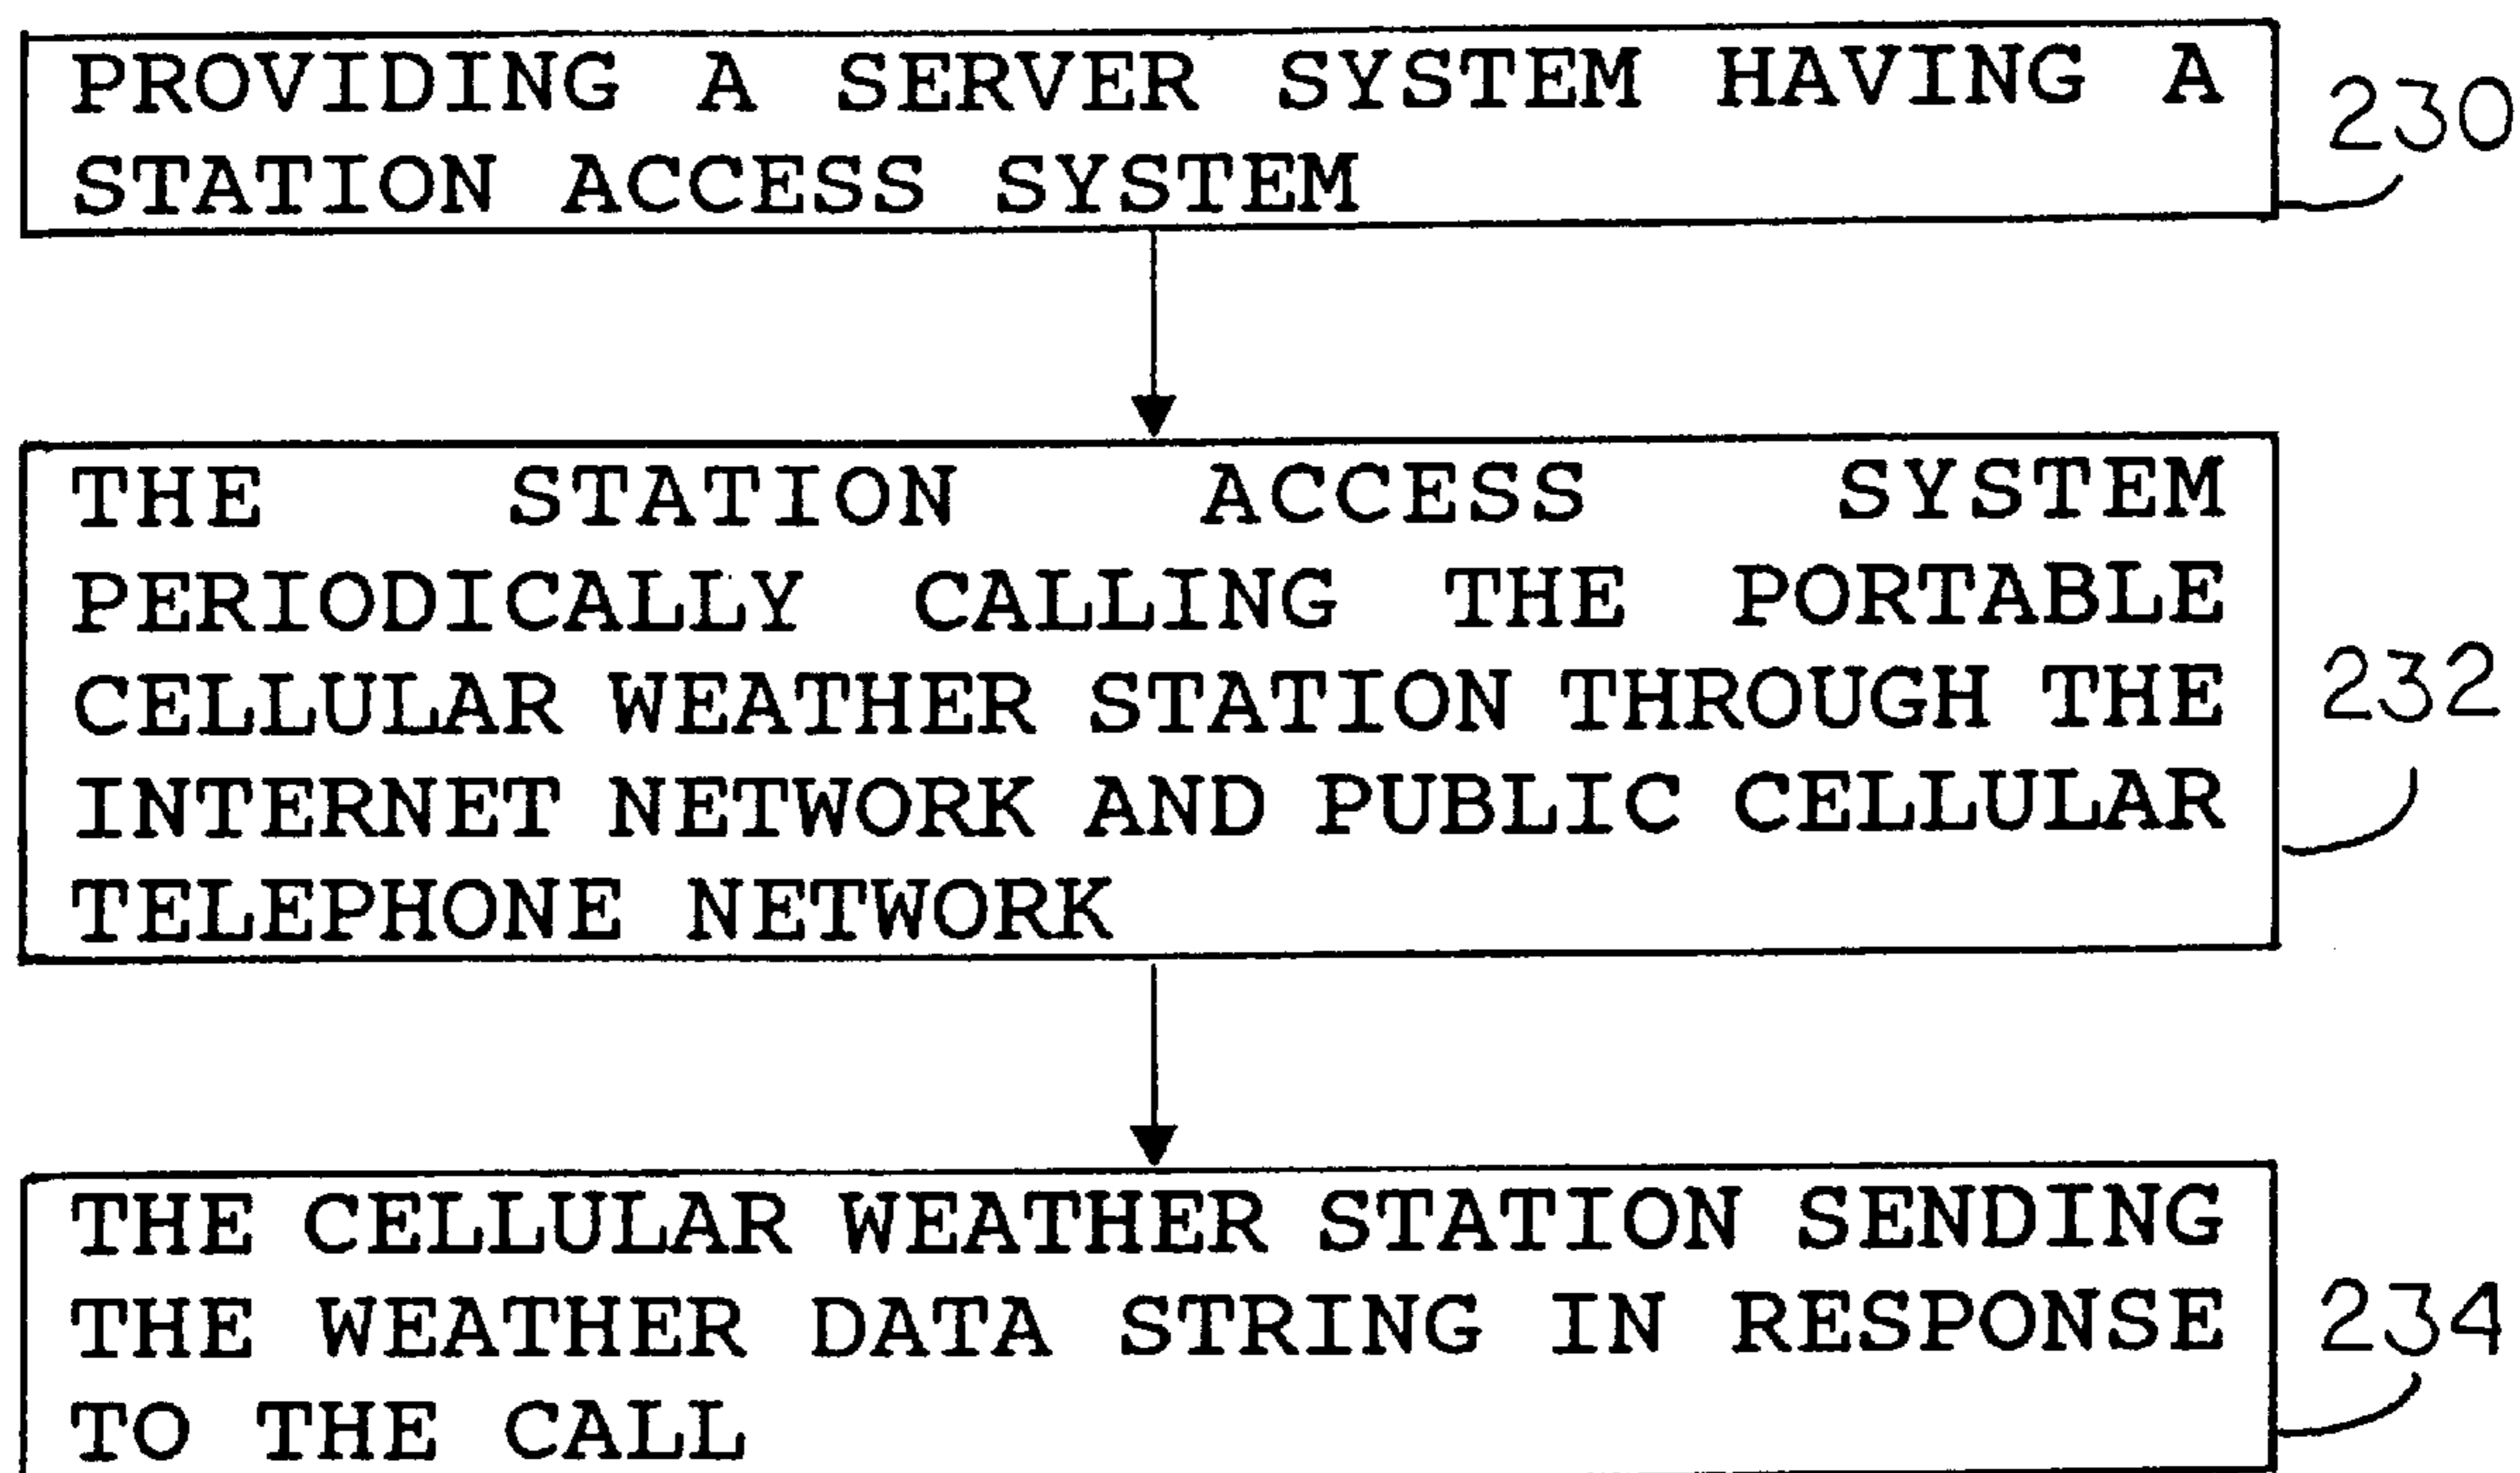 PROVIDING A SERVER SYSTEM HAVING A
STATION ACCESS SYSTEM
230
THE STATION ACCESS SYSTEM
PERIODICALLY CALLING THE PORTABLE
CELLULAR WEATHER STATION THROUGH THE
INTERNET NETWORK AND PUBLIC CELLULAR
TELEPHONE NETWORK
232
THE CELLULAR WEATHER STATION SENDING
THE WEATHER DATA STRING IN RESPONSE
TO THE CALL
234